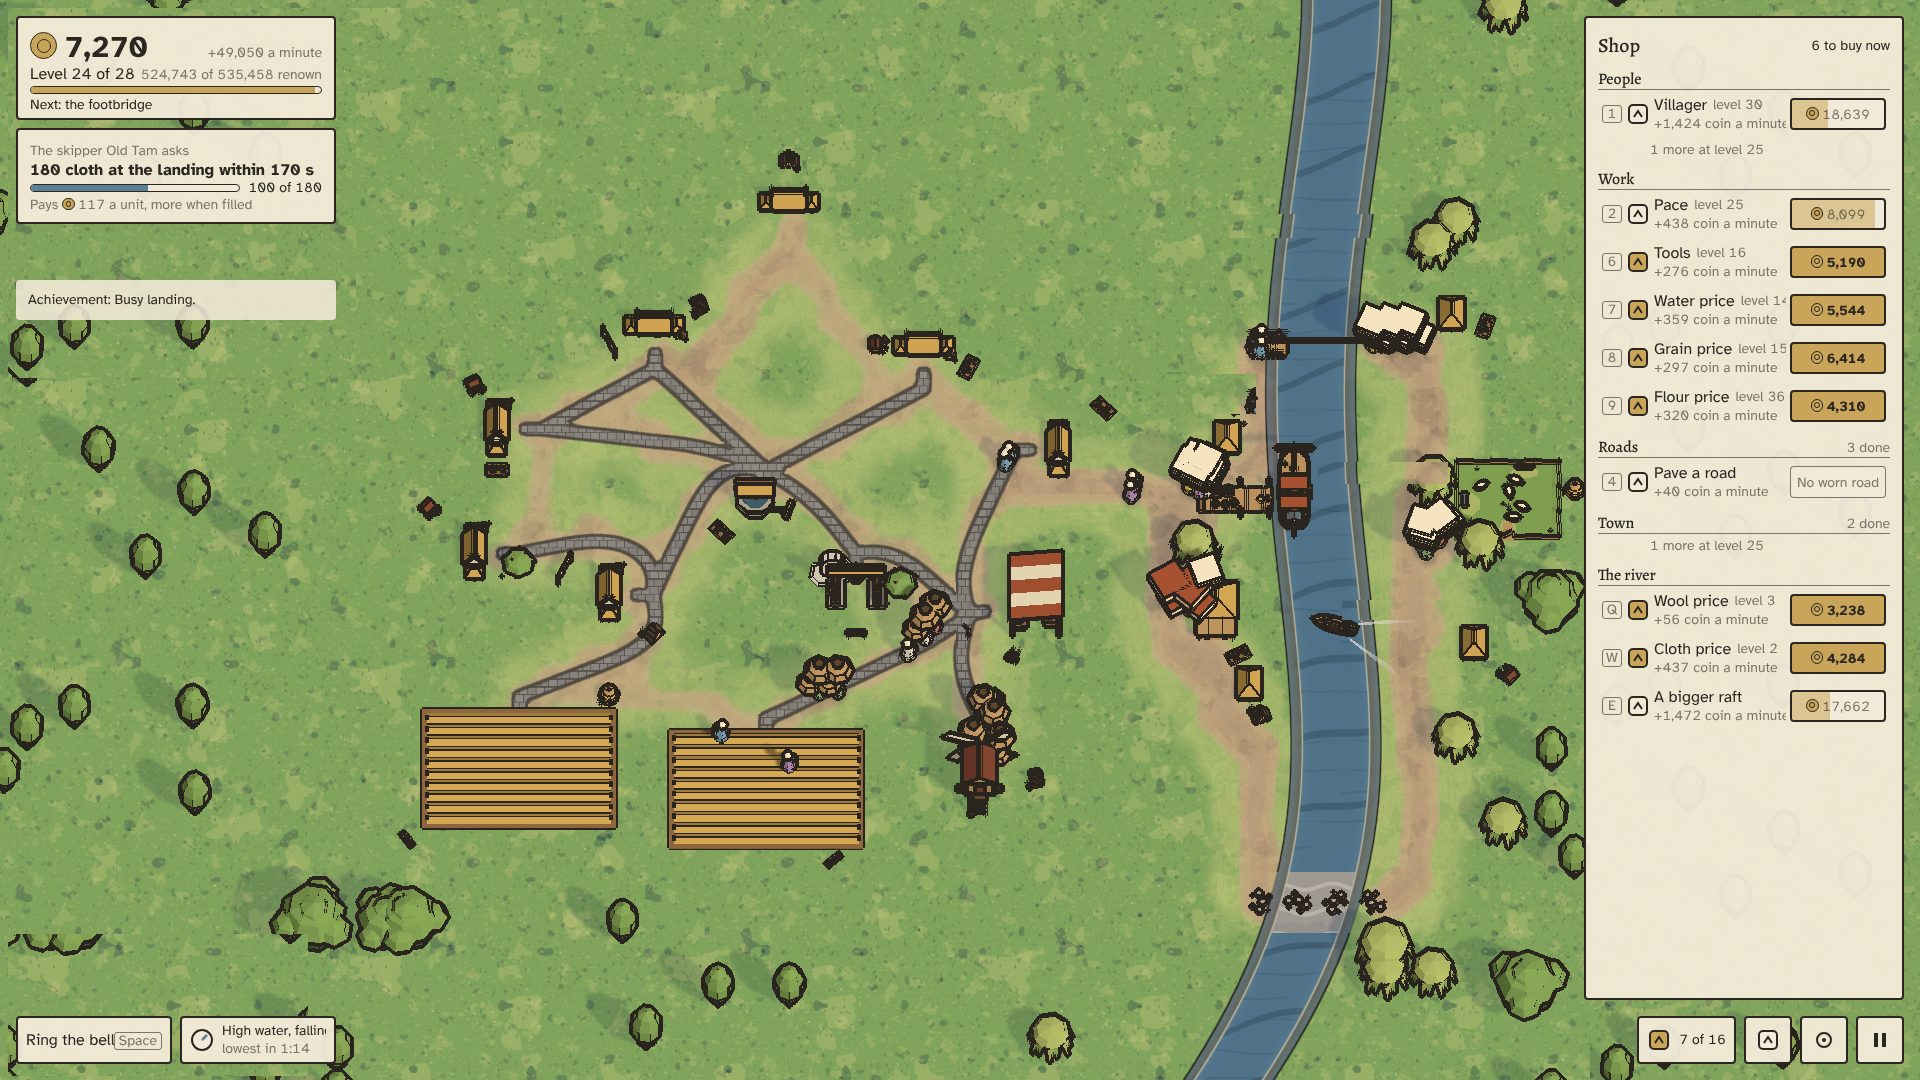 7,270
+49,050 a minute
Level 24 of 28 524,743 of 535,458 renown
Next: the footbridge
The skipper Old Tam asks
180 cloth at the landing within 170 s
100 of 180
Pays 117 a unit, more when filled
Achievement: Busy landing.
Ring the bell Space
High water, falling
lowest in 1:14
Shop 6 to buy now
People
1 Villager level 30 18,639
+1,424 coin a minute
1 more at level 25
Work
2 Pace level 25 8,099
+438 coin a minute
6 Tools level 16 5,190
+276 coin a minute
7 Water price level 14 5,544
+359 coin a minute
8 Grain price level 15 6,414
+297 coin a minute
9 Flour price level 36 4,310
+320 coin a minute
Roads 3 done
4 Pave a road No worn road
+40 coin a minute
Town 2 done
1 more at level 25
The river
Q Wool price level 3 3,238
+56 coin a minute
W Cloth price level 2 4,284
+437 coin a minute
E A bigger raft 17,662
+1,472 coin a minute
7 of 16